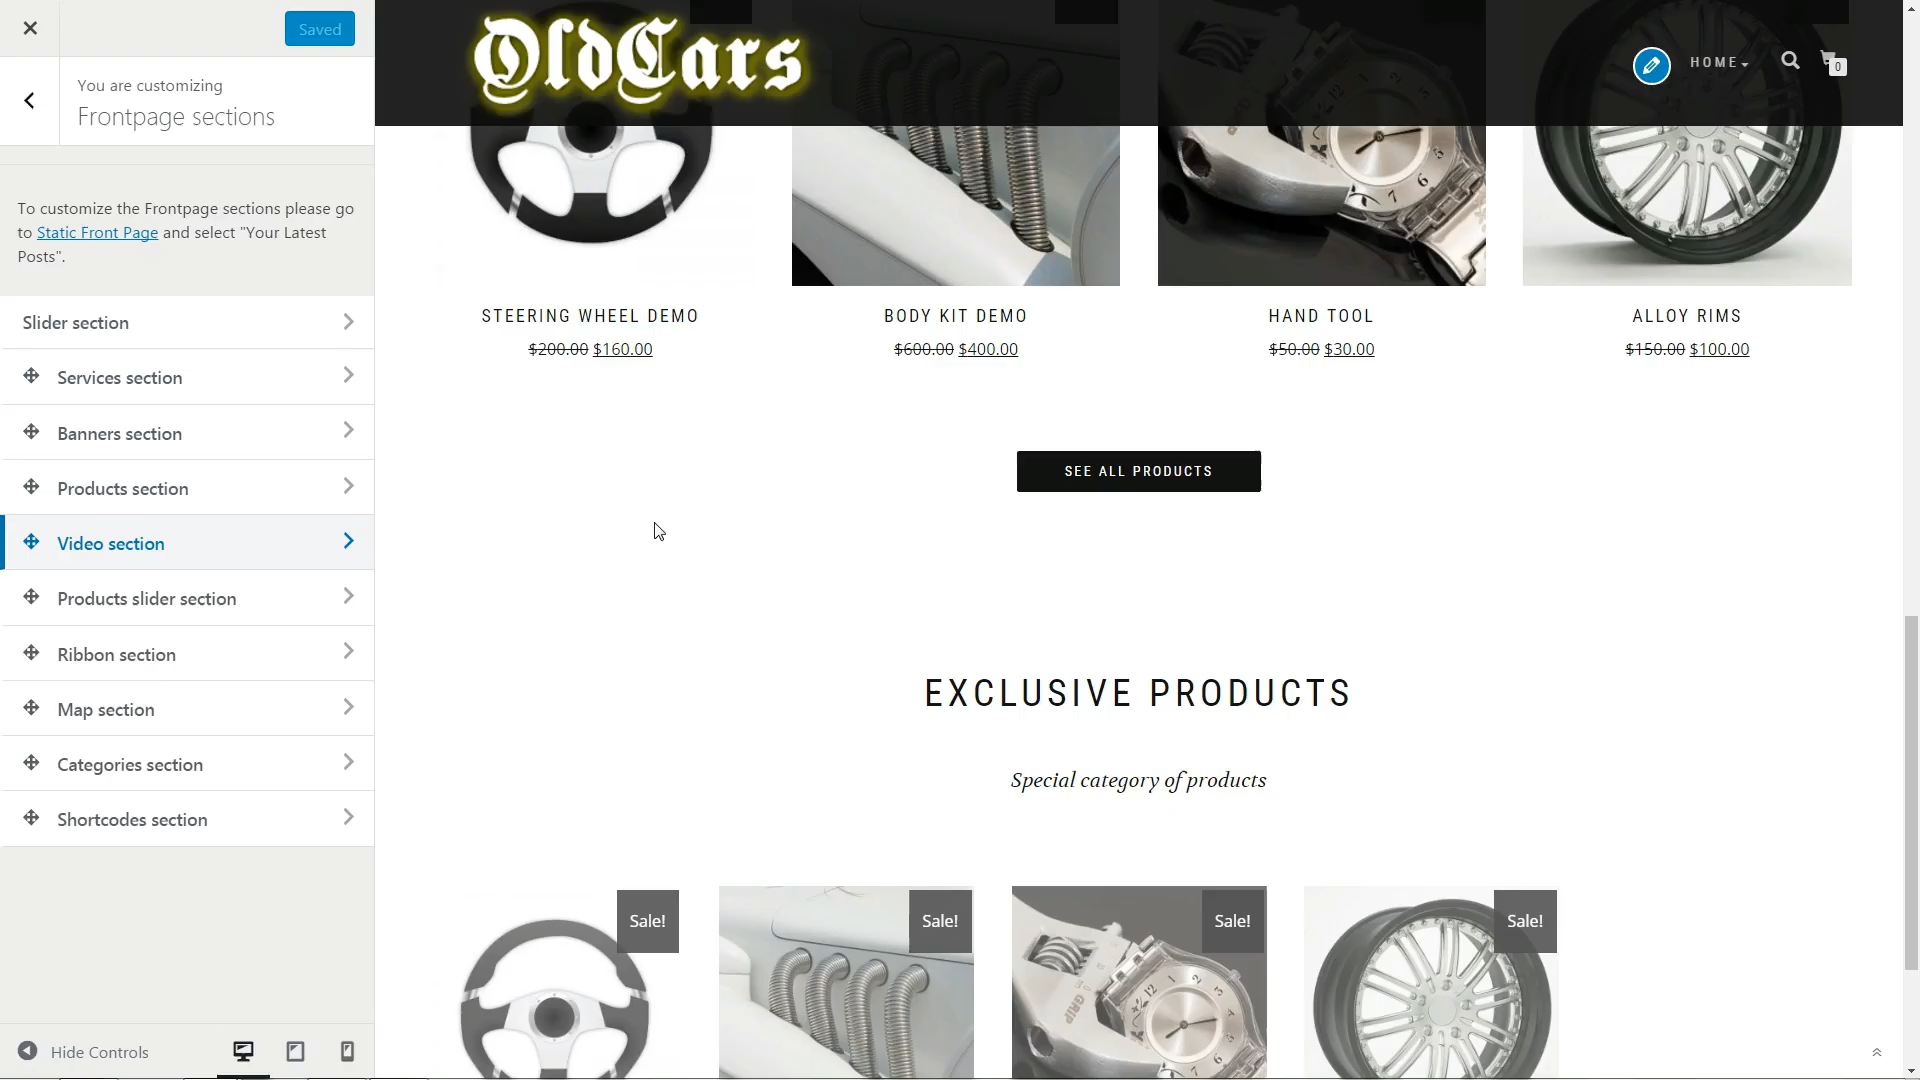 Saved
You are customizing
Frontpage sections
To customize the Frontpage sections please go
to Static Front Page and select "Your Latest
Posts".
Slider section
Services section
Banners section
Products section
Video section
Products slider section
Ribbon section
Map section
Categories section
Shortcodes section
Hide Controls
OldCars
HOME
0
STEERING WHEEL DEMO
$200.00 $160.00
BODY KIT DEMO
$600.00 $400.00
HAND TOOL
$50.00 $30.00
ALLOY RIMS
$150.00 $100.00
SEE ALL PRODUCTS
EXCLUSIVE PRODUCTS
Special category of products
Sale!
Sale!
Sale!
Sale!
GRIP